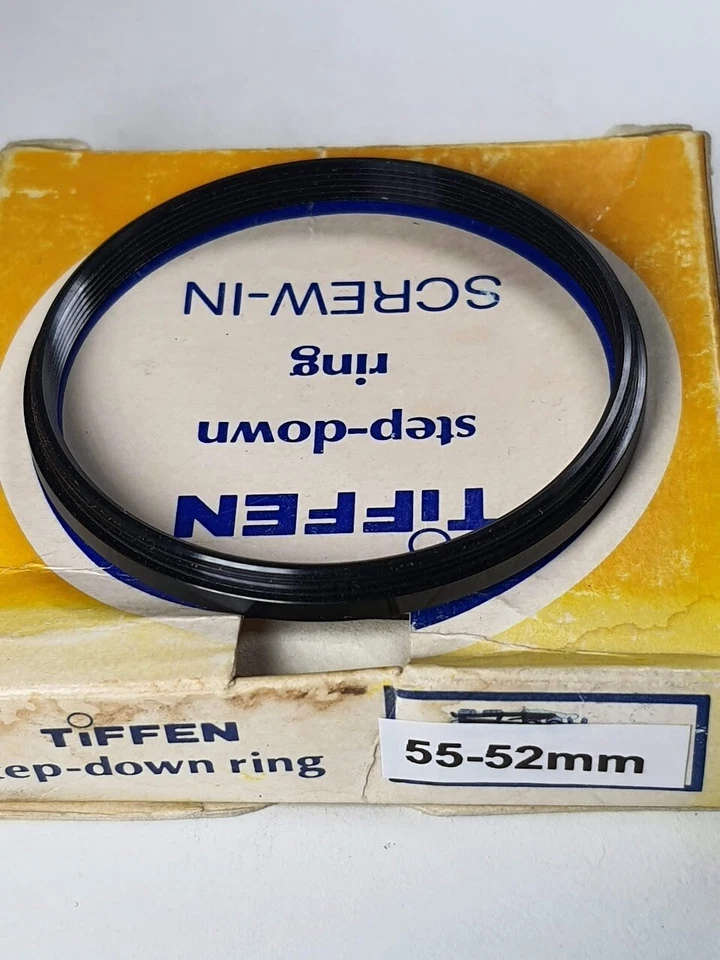 TiFFEN
step-down
ring
SCREW-IN
TiFFEN
ep-down ring
55-52mm